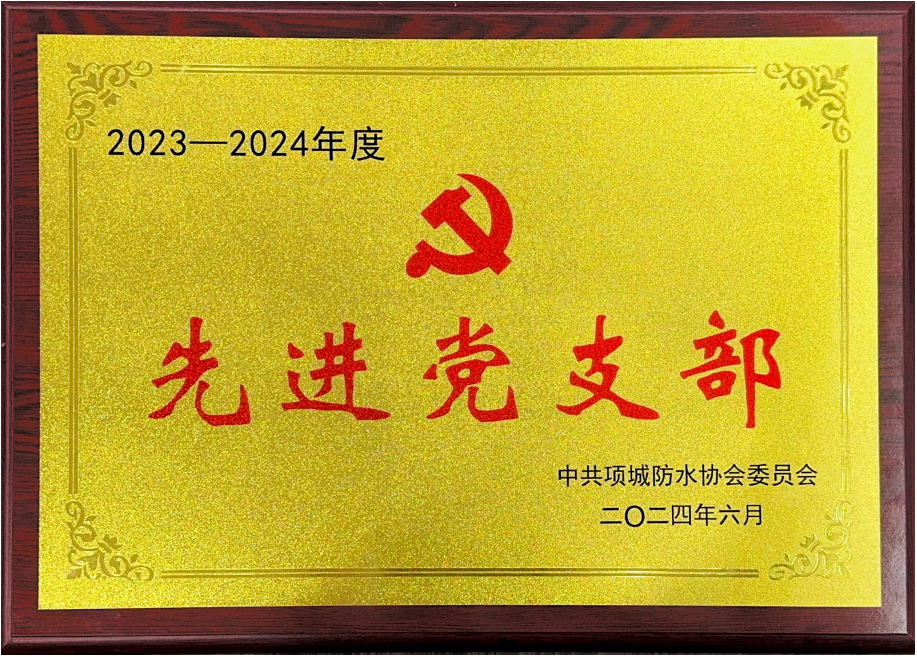 2023—2024年度
先进党支部
中共项城防水协会委员会
二〇二四年六月